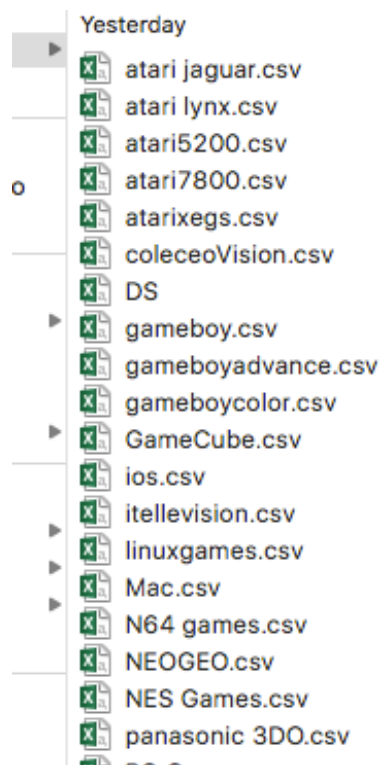 Yesterday
atari jaguar.csv
atari lynx.csv
atari5200.csv
atari7800.csv
o
atarixegs.csv
coleceoVision.csv
DS
gameboy.csv
gameboyadvance.csv
gameboycolor.csv
GameCube.csv
ios.csv
itellevision.csv
linuxgames.csv
Mac.csv
N64 games.csv
NEOGEO.csv
NES Games.csv
panasonic 3DO.csv